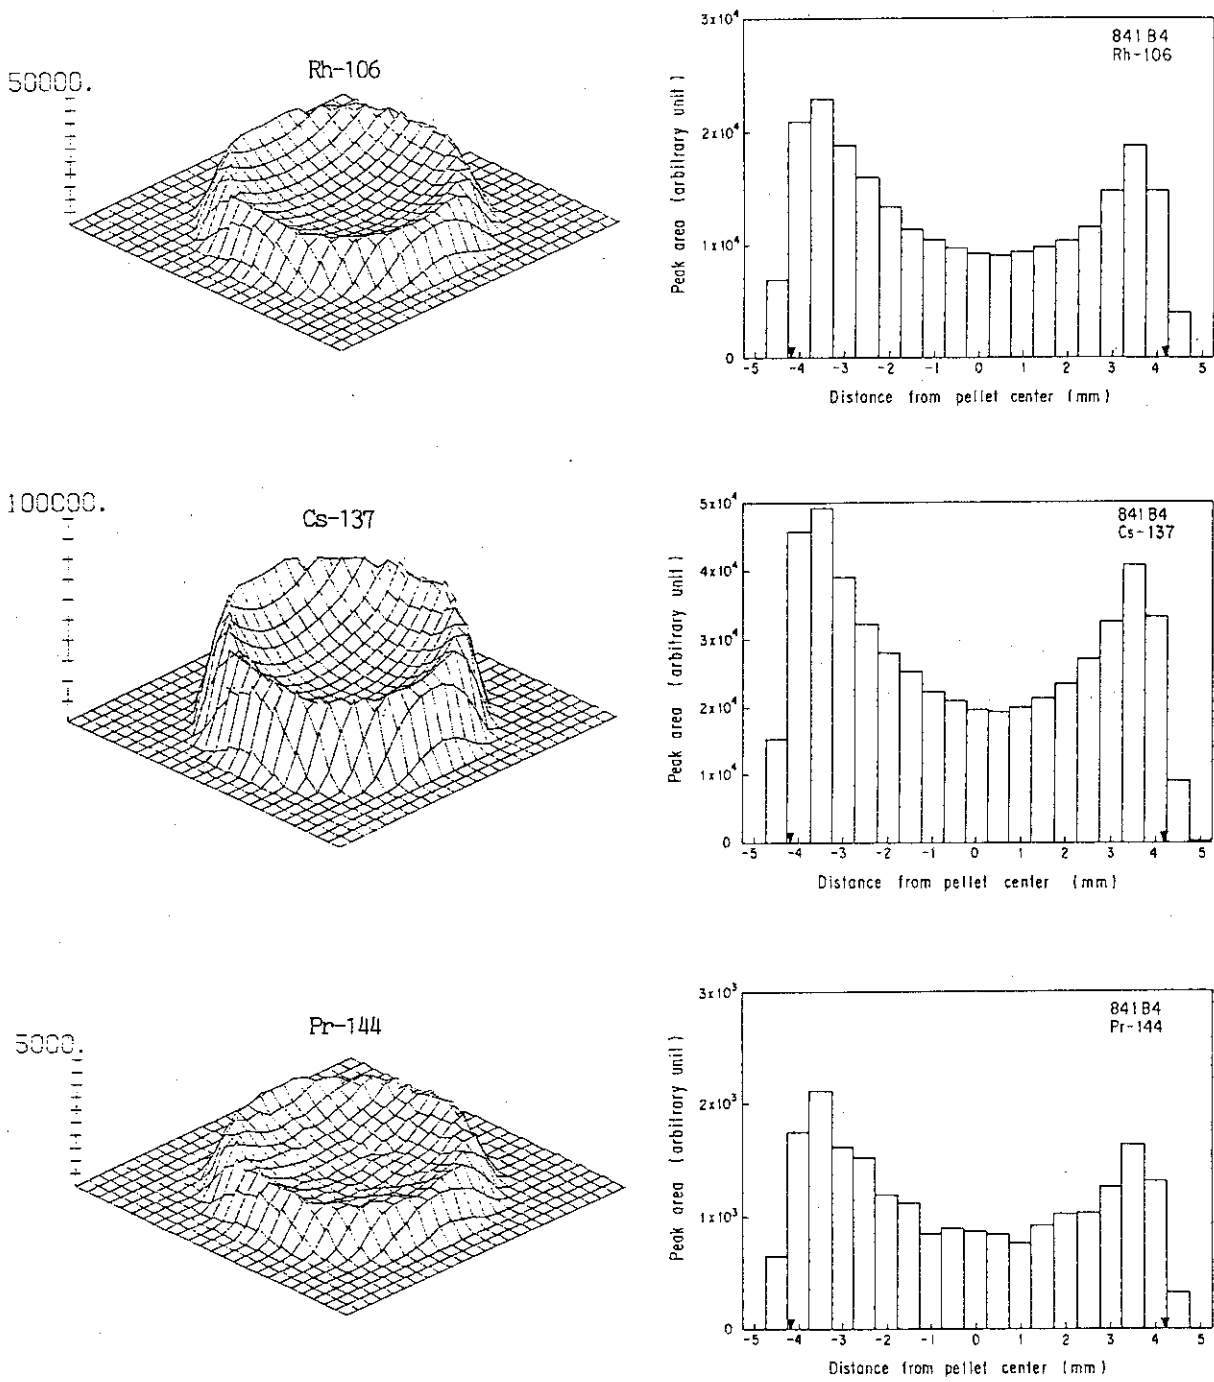 50000.
Rh-106
3x10⁴
2x10⁴
1x10⁴
0
841B4
Rh-106
Peak area (arbitrary unit)
-5 -4 -3 -2 -1 0 1 2 3 4 5
Distance from pellet center (mm)
100000.
Cs-137
5x10⁴
4x10⁴
3x10⁴
2x10⁴
1x10⁴
0
841B4
Cs-137
Peak area (arbitrary unit)
-5 -4 -3 -2 -1 0 1 2 3 4 5
Distance from pellet center (mm)
5000.
Pr-144
3x10³
2x10³
1x10³
0
841B4
Pr-144
Peak area (arbitrary unit)
-5 -4 -3 -2 -1 0 1 2 3 4 5
Distance from pellet center (mm)